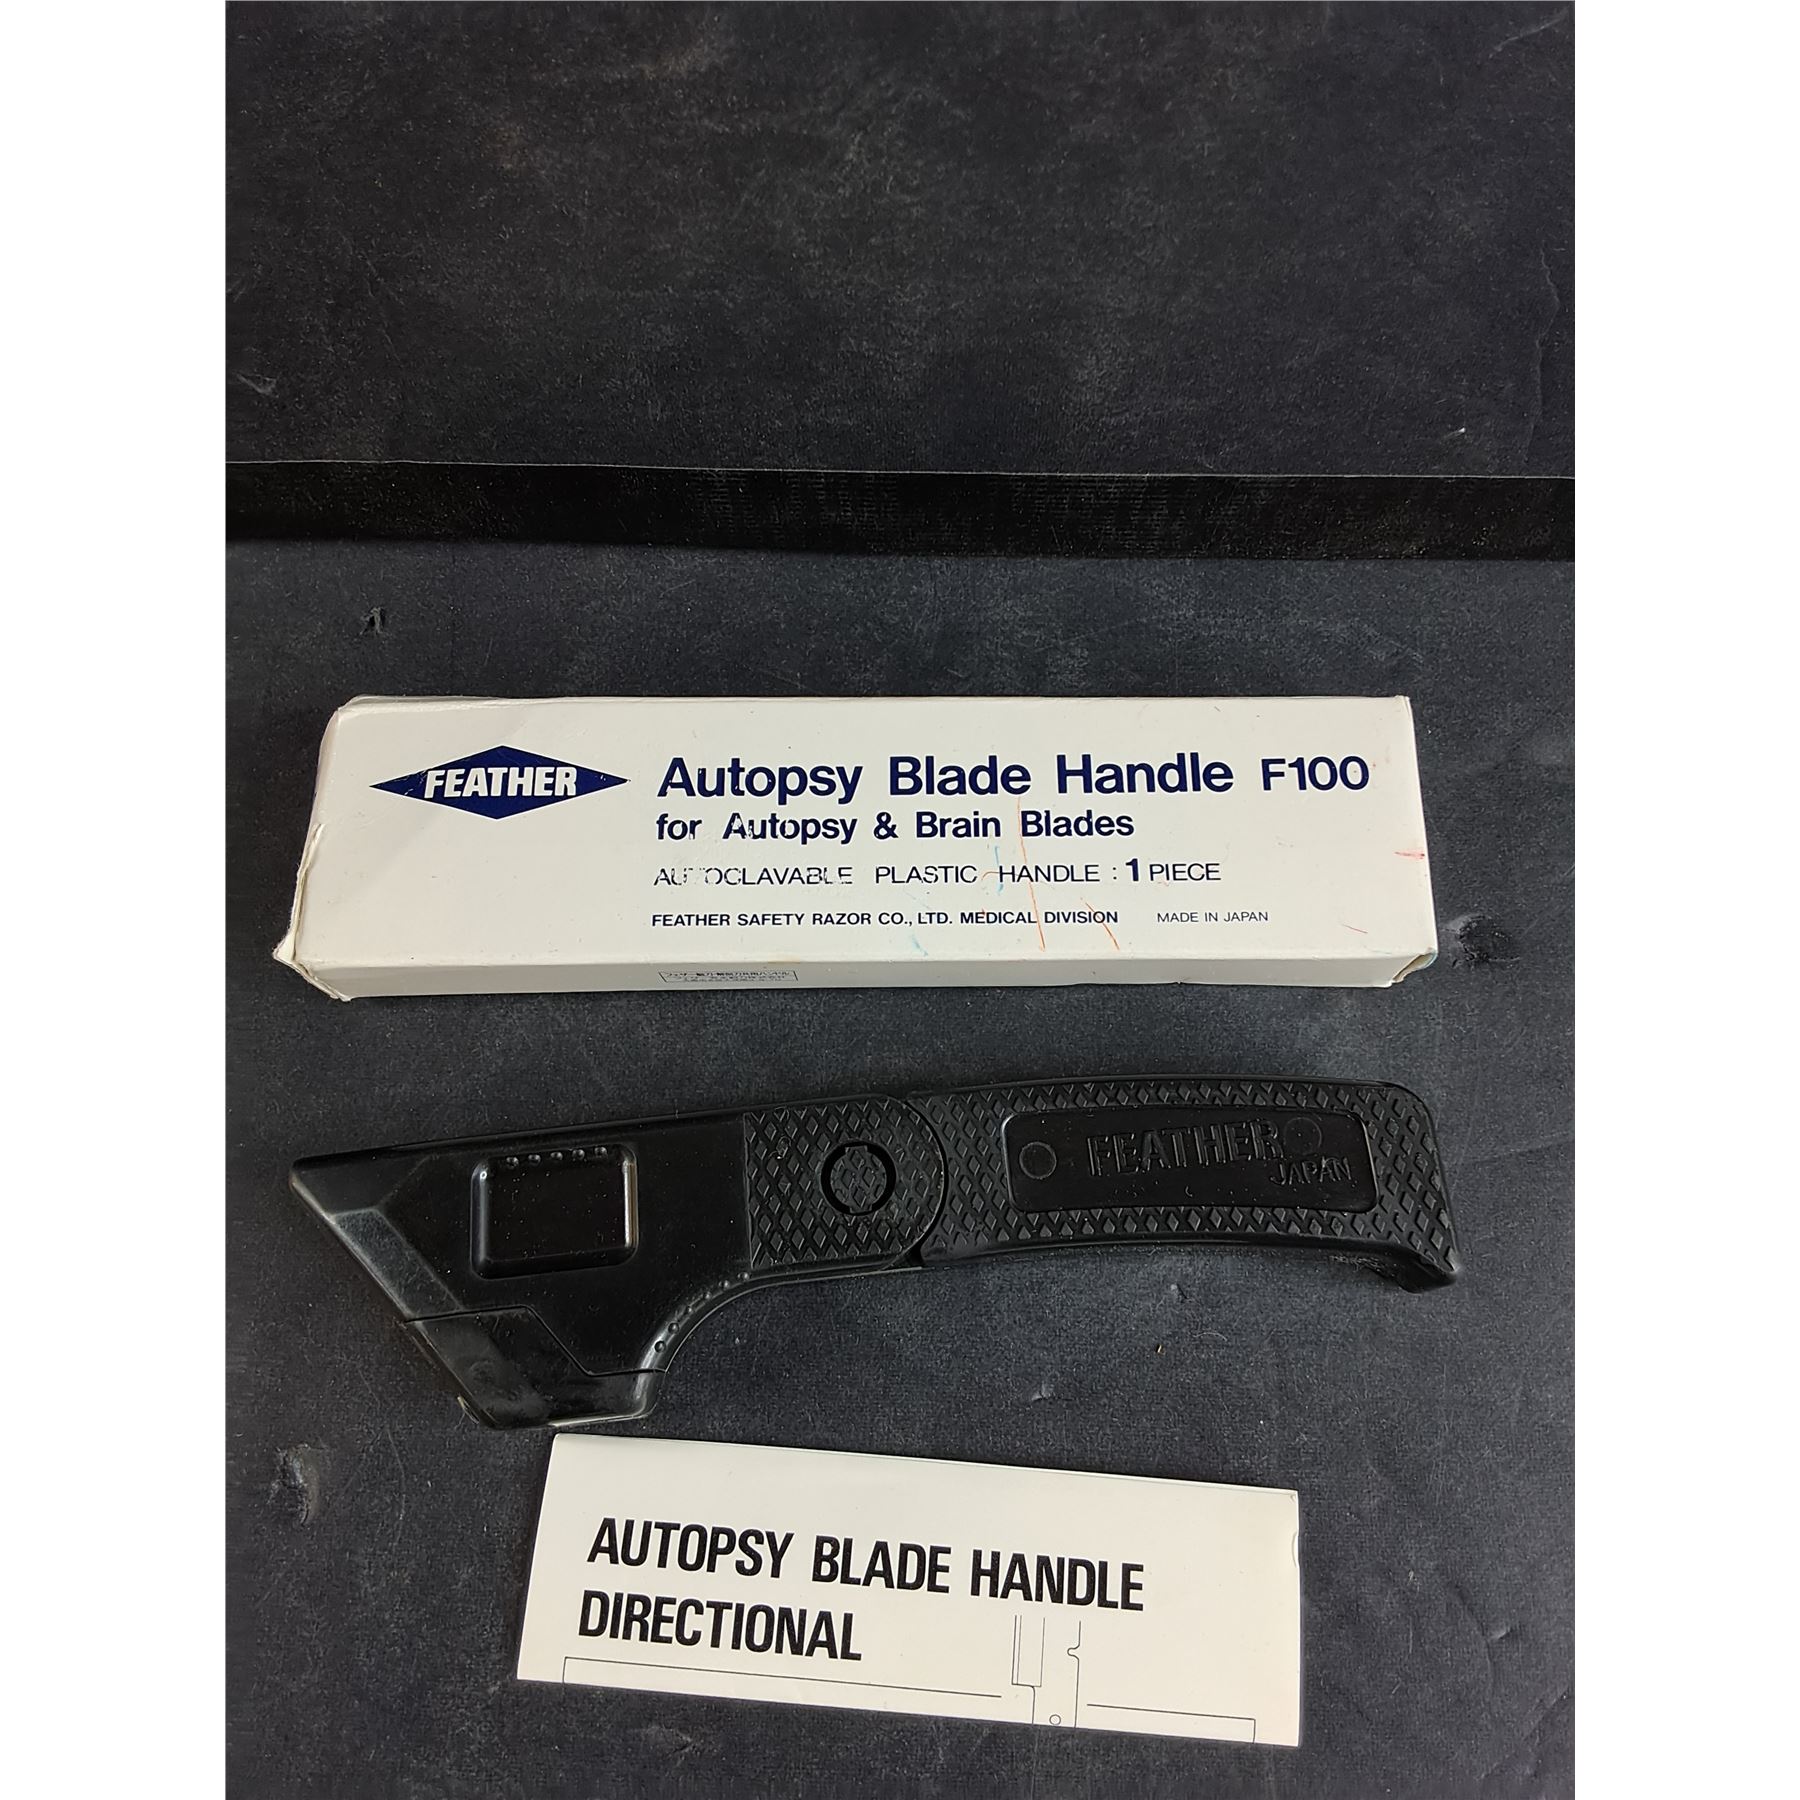 FEATHER
Autopsy Blade Handle F100
for Autopsy & Brain Blades
AUTOCLAVABLE PLASTIC HANDLE : 1 PIECE
FEATHER SAFETY RAZOR CO., LTD. MEDICAL DIVISION MADE IN JAPAN
FEATHER
JAPAN
AUTOPSY BLADE HANDLE
DIRECTIONAL